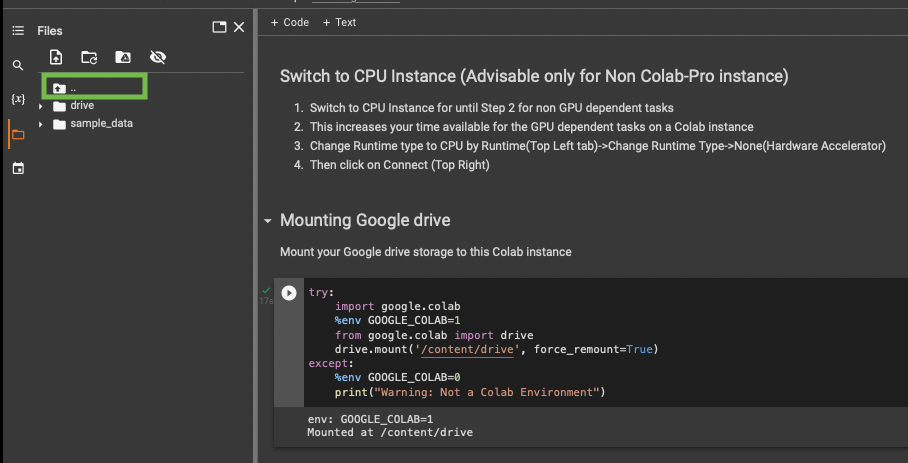 Files
..
drive
sample_data
{x}
+ Code + Text
Switch to CPU Instance (Advisable only for Non Colab-Pro instance)
1. Switch to CPU Instance for until Step 2 for non GPU dependent tasks
2. This increases your time available for the GPU dependent tasks on a Colab instance
3. Change Runtime type to CPU by Runtime(Top Left tab)->Change Runtime Type->None(Hardware Accelerator)
4. Then click on Connect (Top Right)
Mounting Google drive
Mount your Google drive storage to this Colab instance
17s
try:
    import google.colab
    %env GOOGLE_COLAB=1
    from google.colab import drive
    drive.mount('/content/drive', force_remount=True)
except:
    %env GOOGLE_COLAB=0
    print("Warning: Not a Colab Environment")
env: GOOGLE_COLAB=1
Mounted at /content/drive